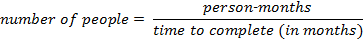 number of people = person-months / time to complete (in months)